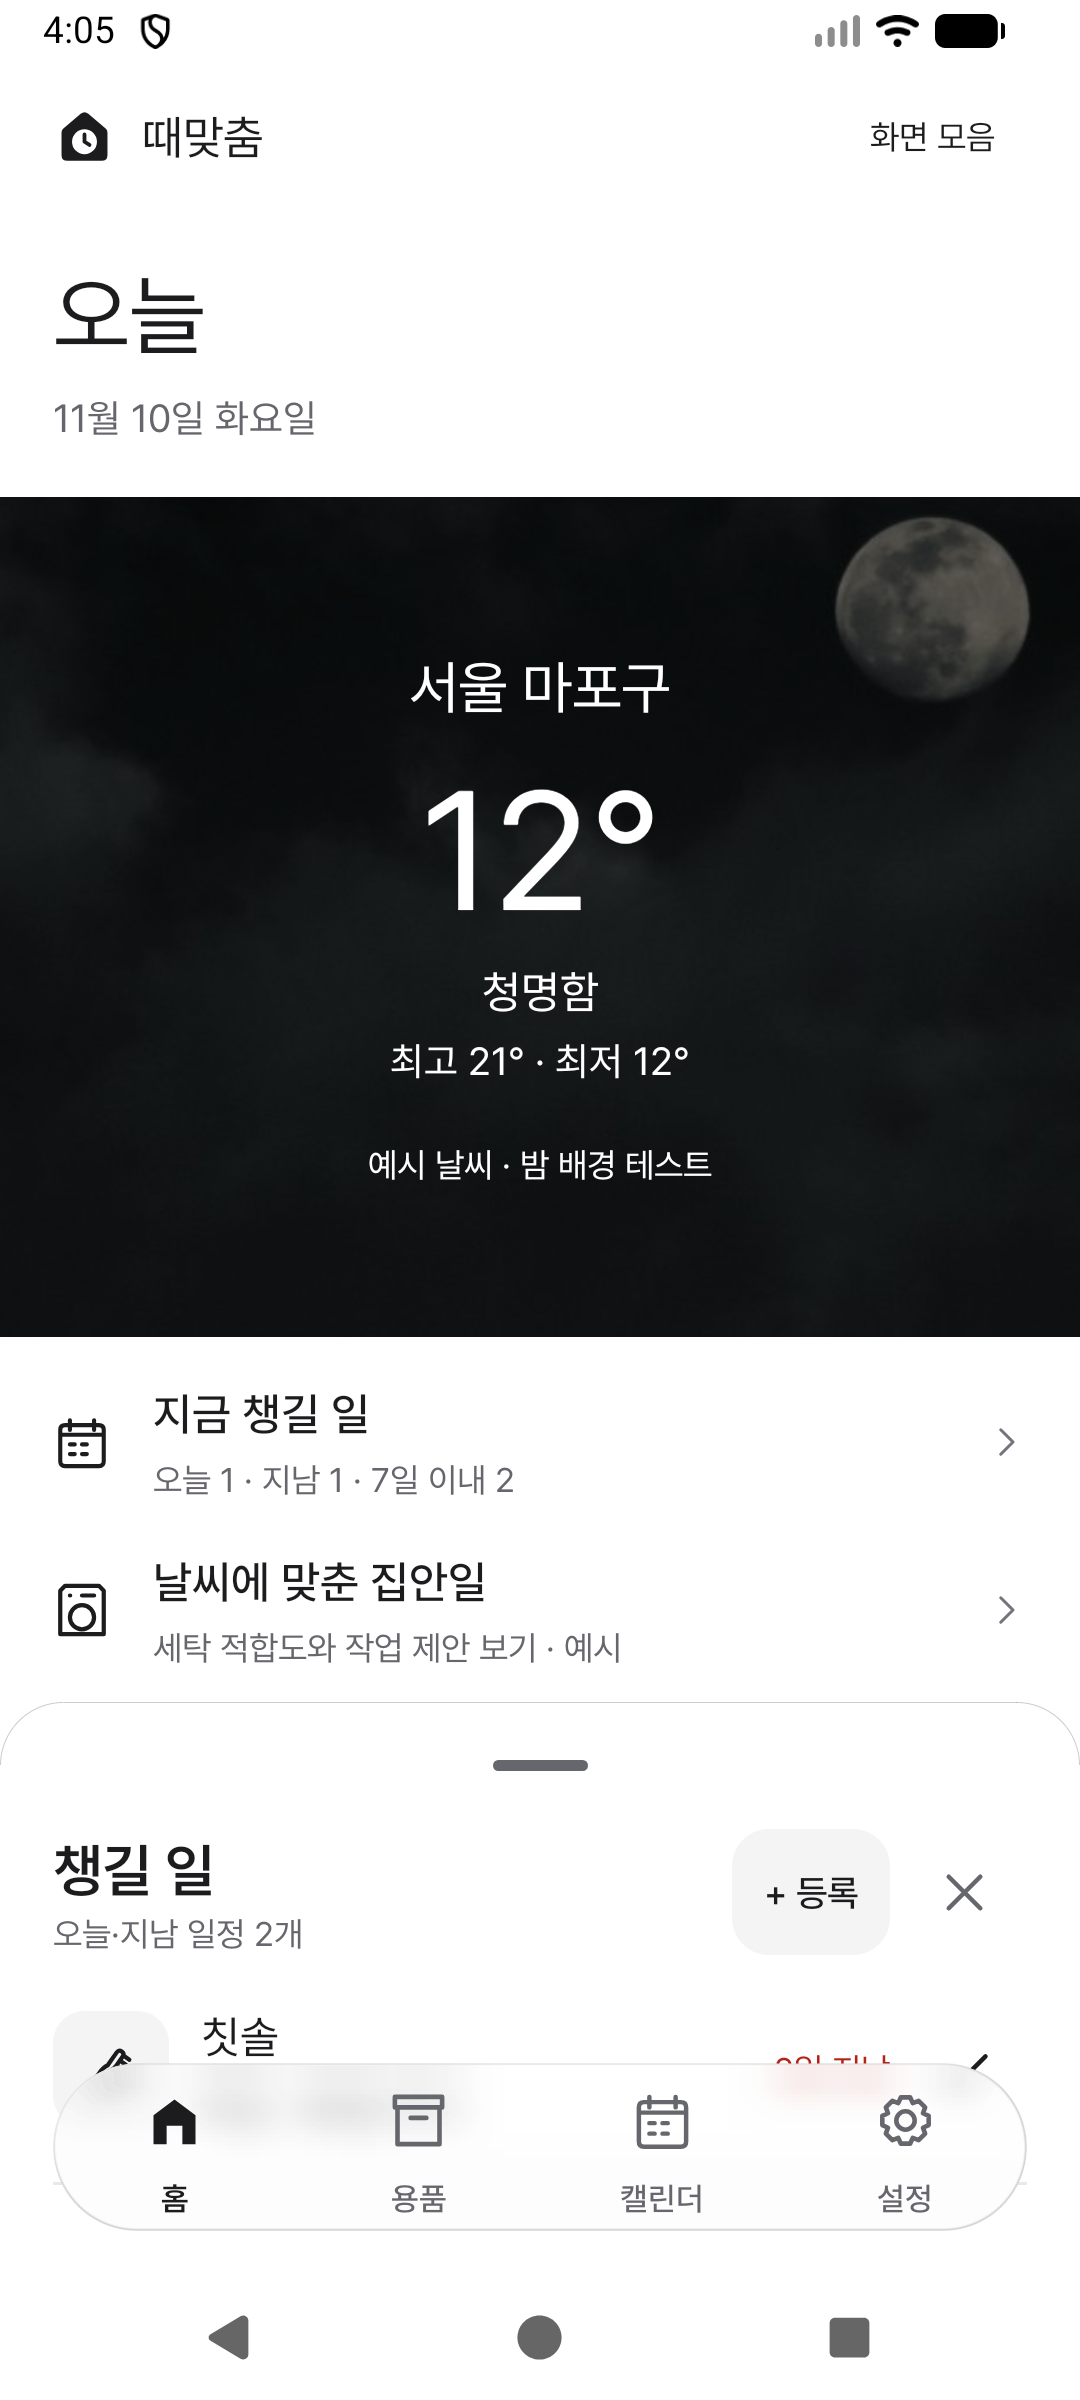 4:05
때맞춤
화면 모음
오늘
11월 10일 화요일
서울 마포구
12°
청명함
최고 21° · 최저 12°
예시 날씨 · 밤 배경 테스트
지금 챙길 일
오늘 1 · 지남 1 · 7일 이내 2
날씨에 맞춘 집안일
세탁 적합도와 작업 제안 보기 · 예시
챙길 일
+ 등록
오늘·지남 일정 2개
칫솔
홈
용품
캘린더
설정